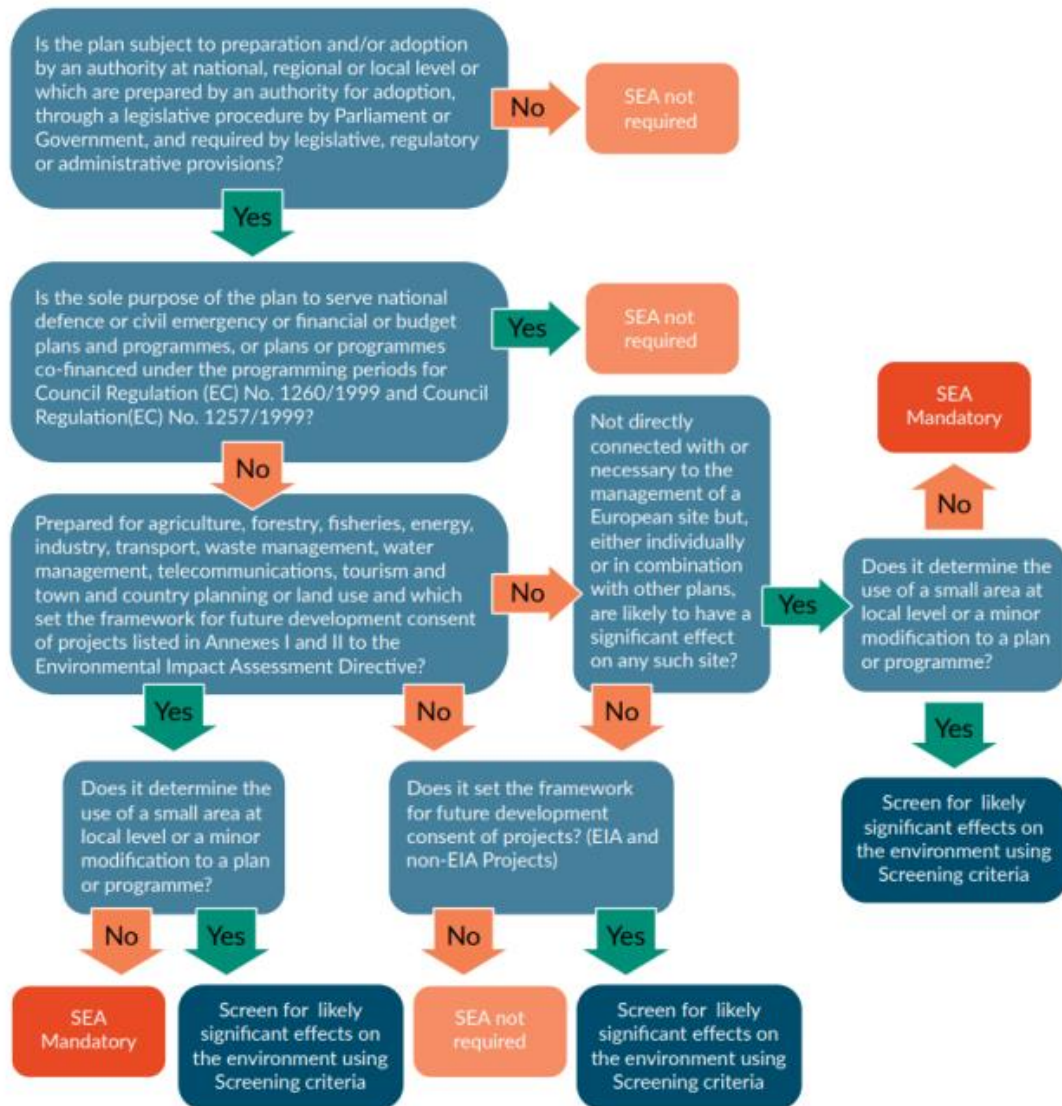 Is the plan subject to preparation and/or adoption
by an authority at national, regional or local level or
which are prepared by an authority for adoption,
through a legislative procedure by Parliament or
Government, and required by legislative, regulatory
or administrative provisions?
No
SEA not
required
Yes
Is the sole purpose of the plan to serve national
defence or civil emergency or financial or budget
plans and programmes, or plans or programmes
co-financed under the programming periods for
Council Regulation (EC) No. 1260/1999 and Council
Regulation(EC) No. 1257/1999?
Yes
SEA not
required
No
Prepared for agriculture, forestry, fisheries, energy,
industry, transport, waste management, water
management, telecommunications, tourism and
town and country planning or land use and which
set the framework for future development consent
of projects listed in Annexes I and II to the
Environmental Impact Assessment Directive?
No
Not directly
connected with or
necessary to the
management of a
European site but,
either individually
or in combination
with other plans,
are likely to have a
significant effect
on any such site?
Yes
Does it determine the
use of a small area at
local level or a minor
modification to a plan
or programme?
No
SEA
Mandatory
Yes
Screen for likely
significant effects on
the environment using
Screening criteria
Yes
No
No
Does it determine the
use of a small area at
local level or a minor
modification to a plan
or programme?
Does it set the framework
for future development
consent of projects? (EIA and
non-EIA Projects)
No
Yes
No
Yes
SEA
Mandatory
Screen for likely
significant effects on
the environment using
Screening criteria
SEA not
required
Screen for likely
significant effects on
the environment using
Screening criteria